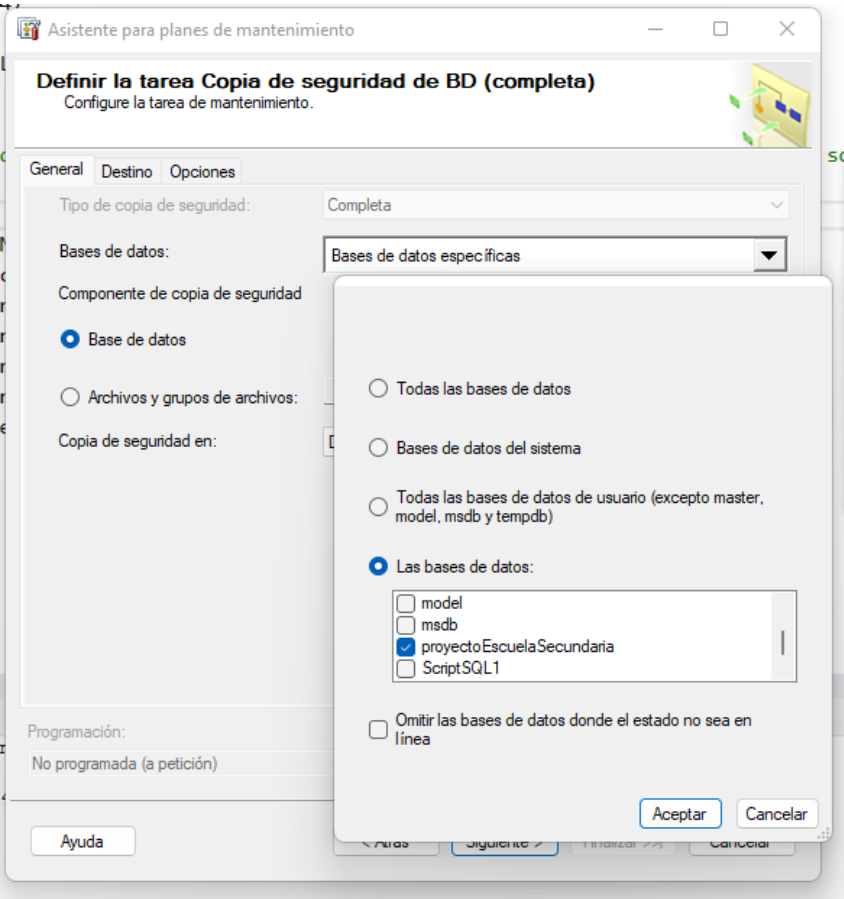 Asistente para planes de mantenimiento
Definir la tarea Copia de seguridad de BD (completa)
Configure la tarea de mantenimiento.
General Destino Opciones
Tipo de copia de seguridad: Completa
Bases de datos: Bases de datos específicas
Componente de copia de seguridad
Base de datos
Archivos y grupos de archivos:
Copia de seguridad en:
Todas las bases de datos
Bases de datos del sistema
Todas las bases de datos de usuario (excepto master,
model, msdb y tempdb)
Las bases de datos:
model
msdb
proyectoEscuelaSecundaria
ScriptSQL1
Omitir las bases de datos donde el estado no sea en
línea
Programación:
No programada (a petición)
Aceptar Cancelar
Ayuda < Atrás Siguiente > Finalizar >>| Cancelar